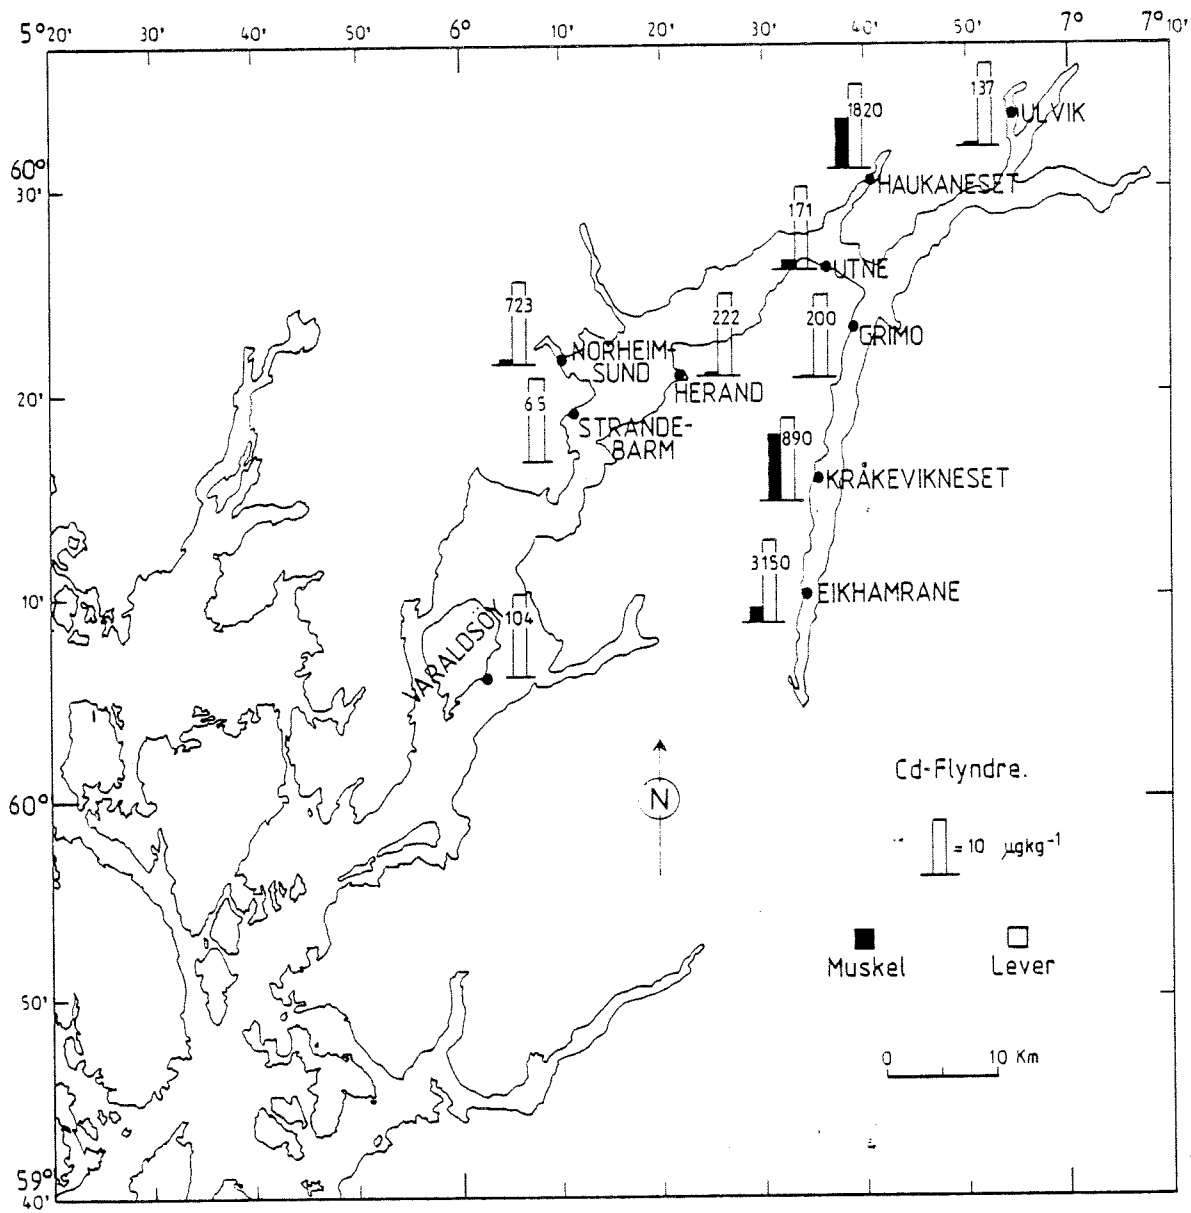 5° 20' 30' 40' 50' 6° 10' 20' 30' 40' 50' 7° 7° 10'
137
ULVIK
1820
60°
30'
HAUKANESET
171
UTNE
723
222
200
GRIMO
NORHEIM-
SUND
HERAND
20'
65
STRANDE-
BARM
890
KRÅKEVIKNESET
3150
EIKHAMRANE
10'
104
VARALDSÖY
Cd-Flyndre.
60°
N
= 10 µgkg⁻¹
Muskel Lever
50'
0 10 Km
59°
40'